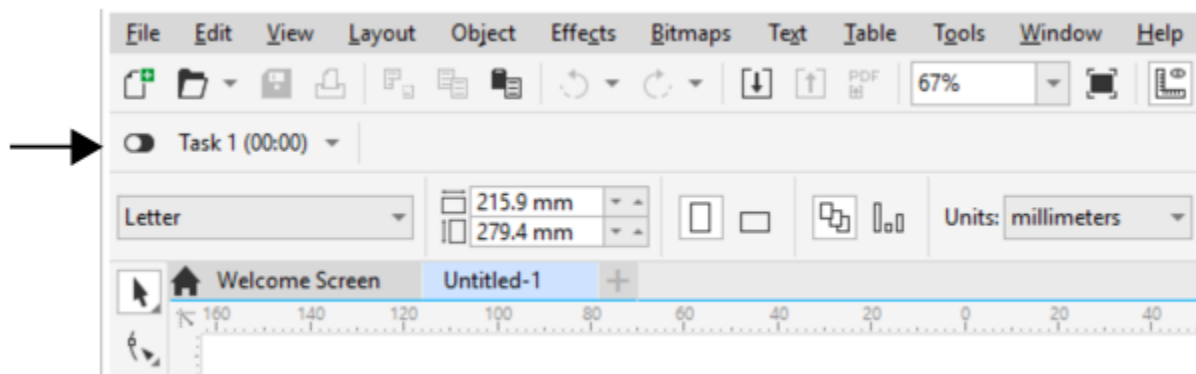 File Edit View Layout Object Effects Bitmaps Text Table Tools Window Help
PDF 67%
Task 1 (00:00)
Letter 215.9 mm Units: millimeters
279.4 mm
Welcome Screen Untitled-1
160 140 120 100 80 60 40 20 0 20 40